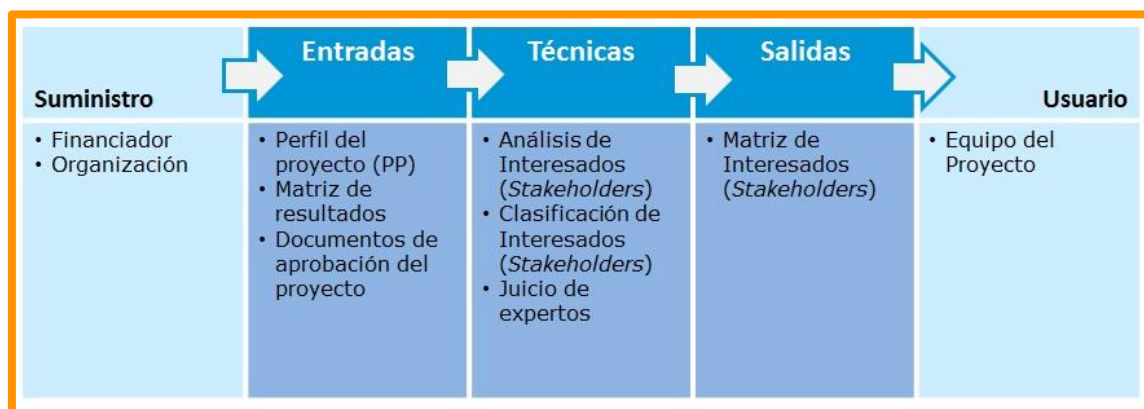 Suministro
Entradas
Técnicas
Salidas
Usuario
• Financiador
• Organización
• Perfil del
proyecto (PP)
• Matriz de
resultados
• Documentos de
aprobación del
proyecto
• Análisis de
Interesados
(Stakeholders)
• Clasificación de
Interesados
(Stakeholders)
• Juicio de
expertos
• Matriz de
Interesados
(Stakeholders)
• Equipo del
Proyecto